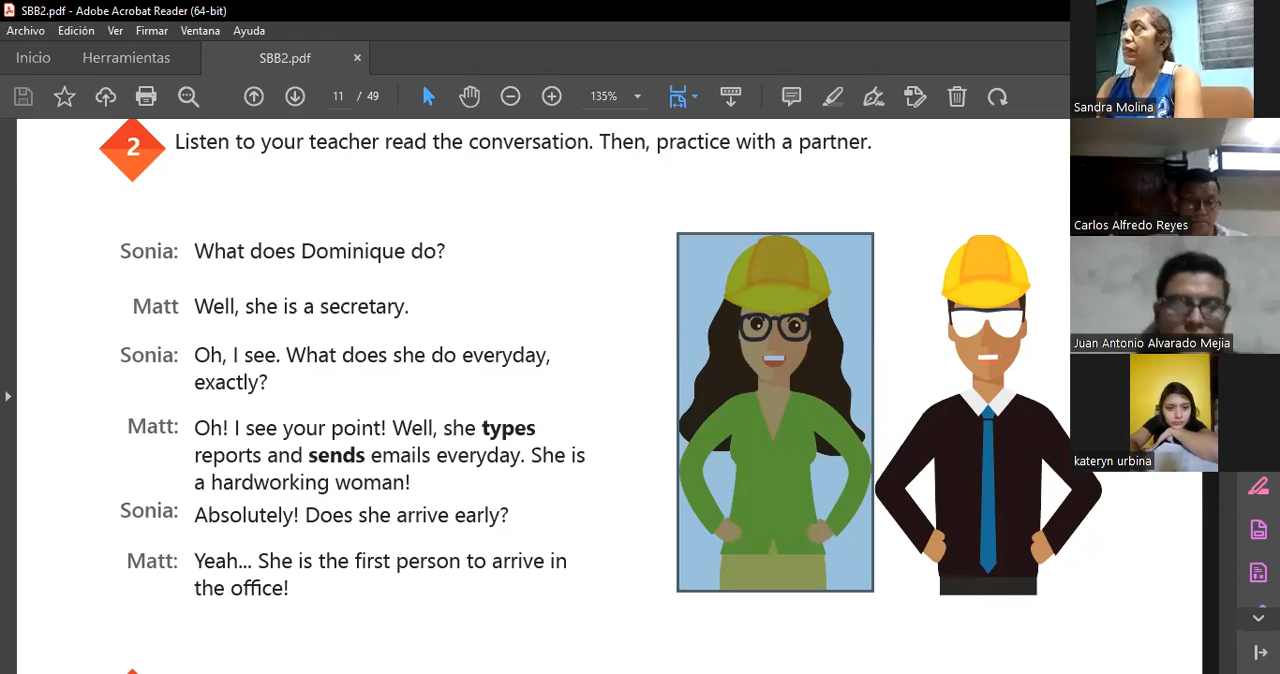 SBB2.pdf - Adobe Acrobat Reader (64-bit)
Archivo Edición Ver Firmar Ventana Ayuda
Inicio Herramientas SBB2.pdf ×
11 / 49 135%
2 Listen to your teacher read the conversation. Then, practice with a partner.
Sonia: What does Dominique do?
Matt Well, she is a secretary.
Sonia: Oh, I see. What does she do everyday,
exactly?
Matt: Oh! I see your point! Well, she types
reports and sends emails everyday. She is
a hardworking woman!
Sonia: Absolutely! Does she arrive early?
Matt: Yeah... She is the first person to arrive in
the office!
Sandra Molina
Carlos Alfredo Reyes
Juan Antonio Alvarado Mejia
kateryn urbina